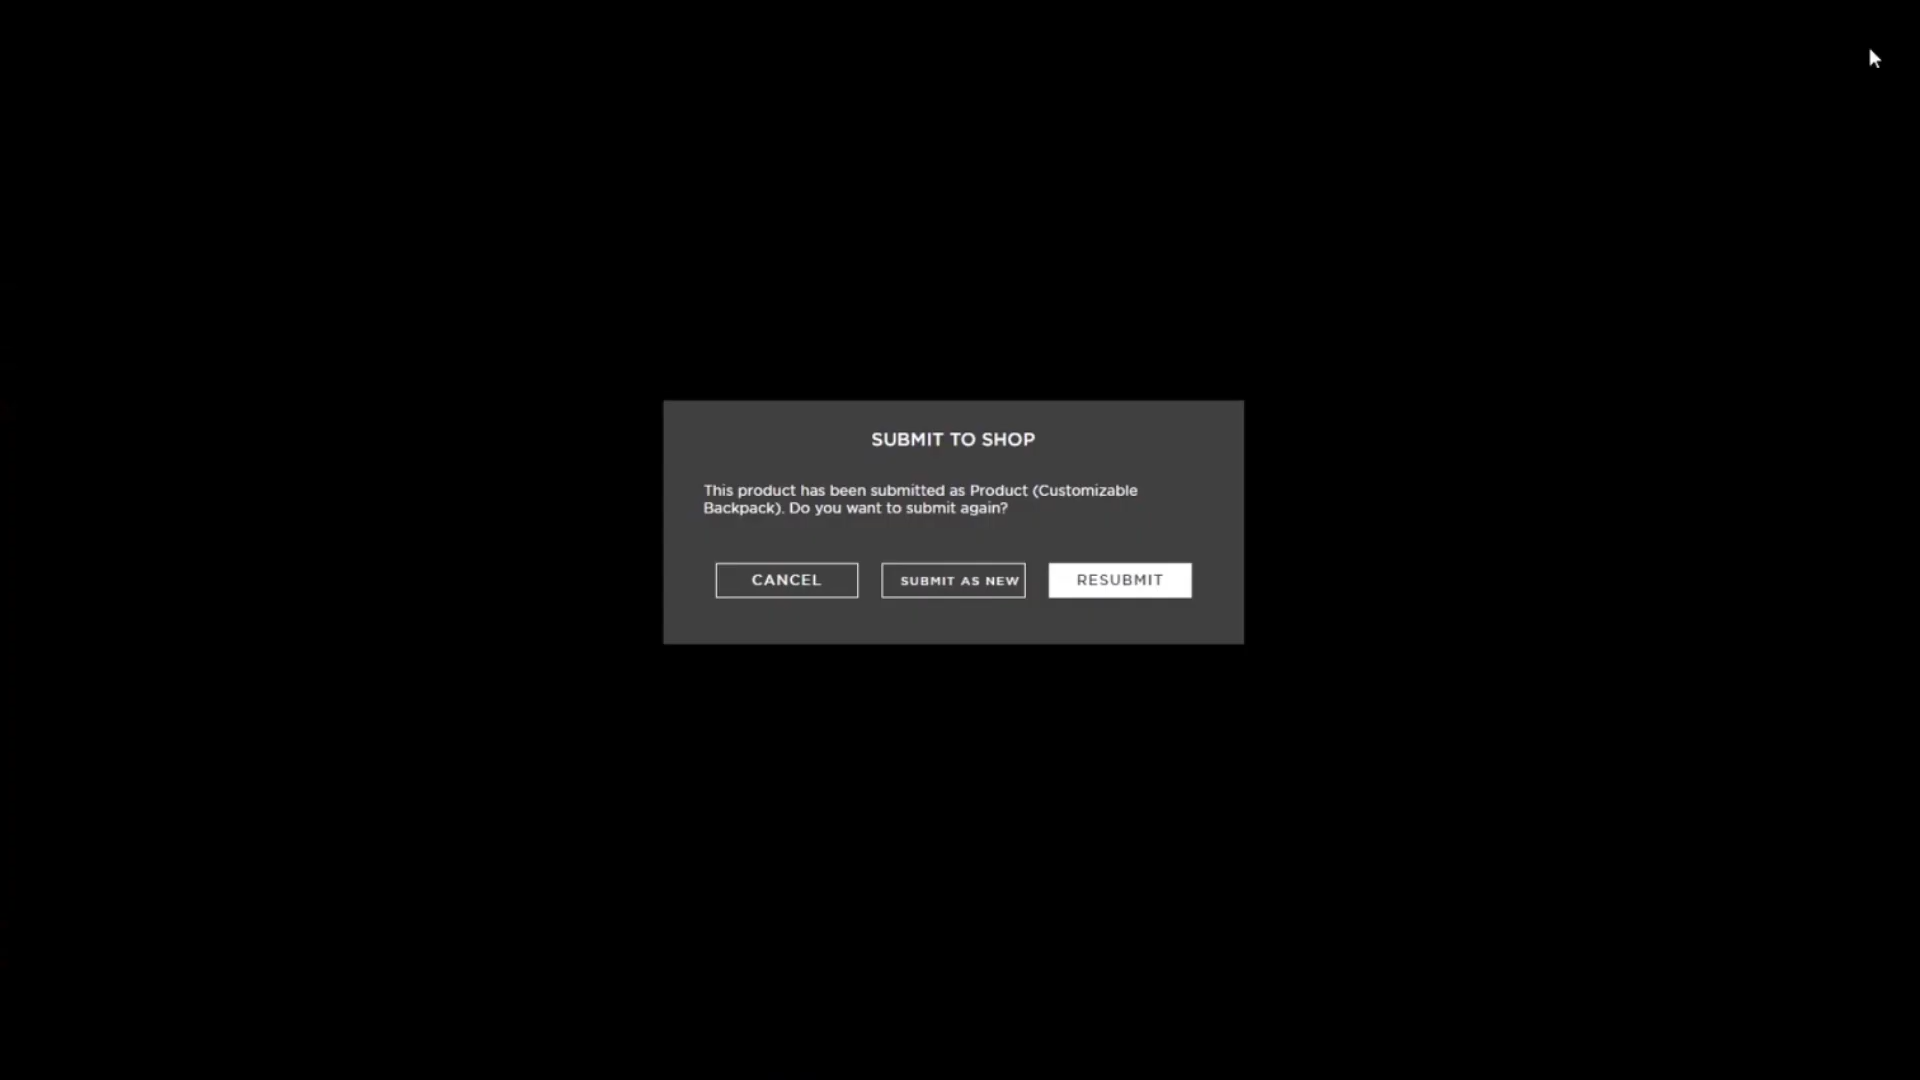 SUBMIT TO SHOP
This product has been submitted as Product (Customizable
Backpack). Do you want to submit again?
CANCEL
SUBMIT AS NEW
RESUBMIT